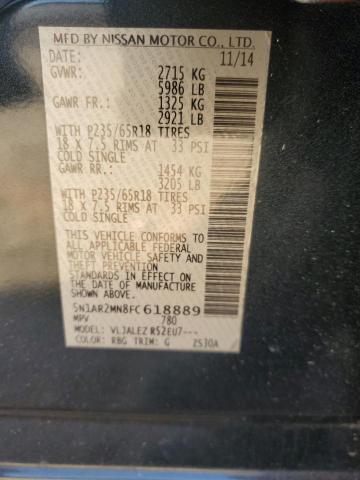 MFD BY NISSAN MOTOR CO., LTD.
DATE: 11/14
GVWR: 2715 KG
5986 LB
GAWR FR.: 1325 KG
2921 LB
WITH P235/65R18 TIRES
18 X 7.5 RIMS AT 33 PSI
COLD SINGLE
GAWR RR.: 1454 KG
3205 LB
WITH P235/65R18 TIRES
18 X 7.5 RIMS AT 33 PSI
COLD SINGLE
THIS VEHICLE CONFORMS TO
ALL APPLICABLE FEDERAL
MOTOR VEHICLE SAFETY AND
STANDARDS IN EFFECT ON
THE DATE OF MANUFACTURE
SHOWN ABOVE.
5N1AR2MN8FC618889
MPV 780
MODEL: VLJALEZ R52EU7---
COLOR: RBG TRIM: G 2530A